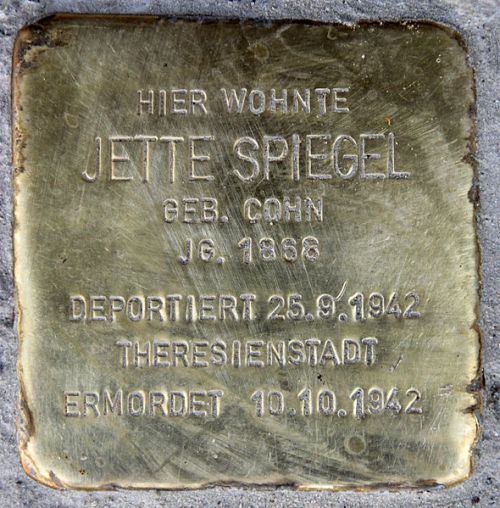 HIER WOHNTE
JETTE SPIEGEL
GEB. COHN
JG. 1868
DEPORTIERT 25.9.1942
THERESIENSTADT
ERMORDET 10.10.1942